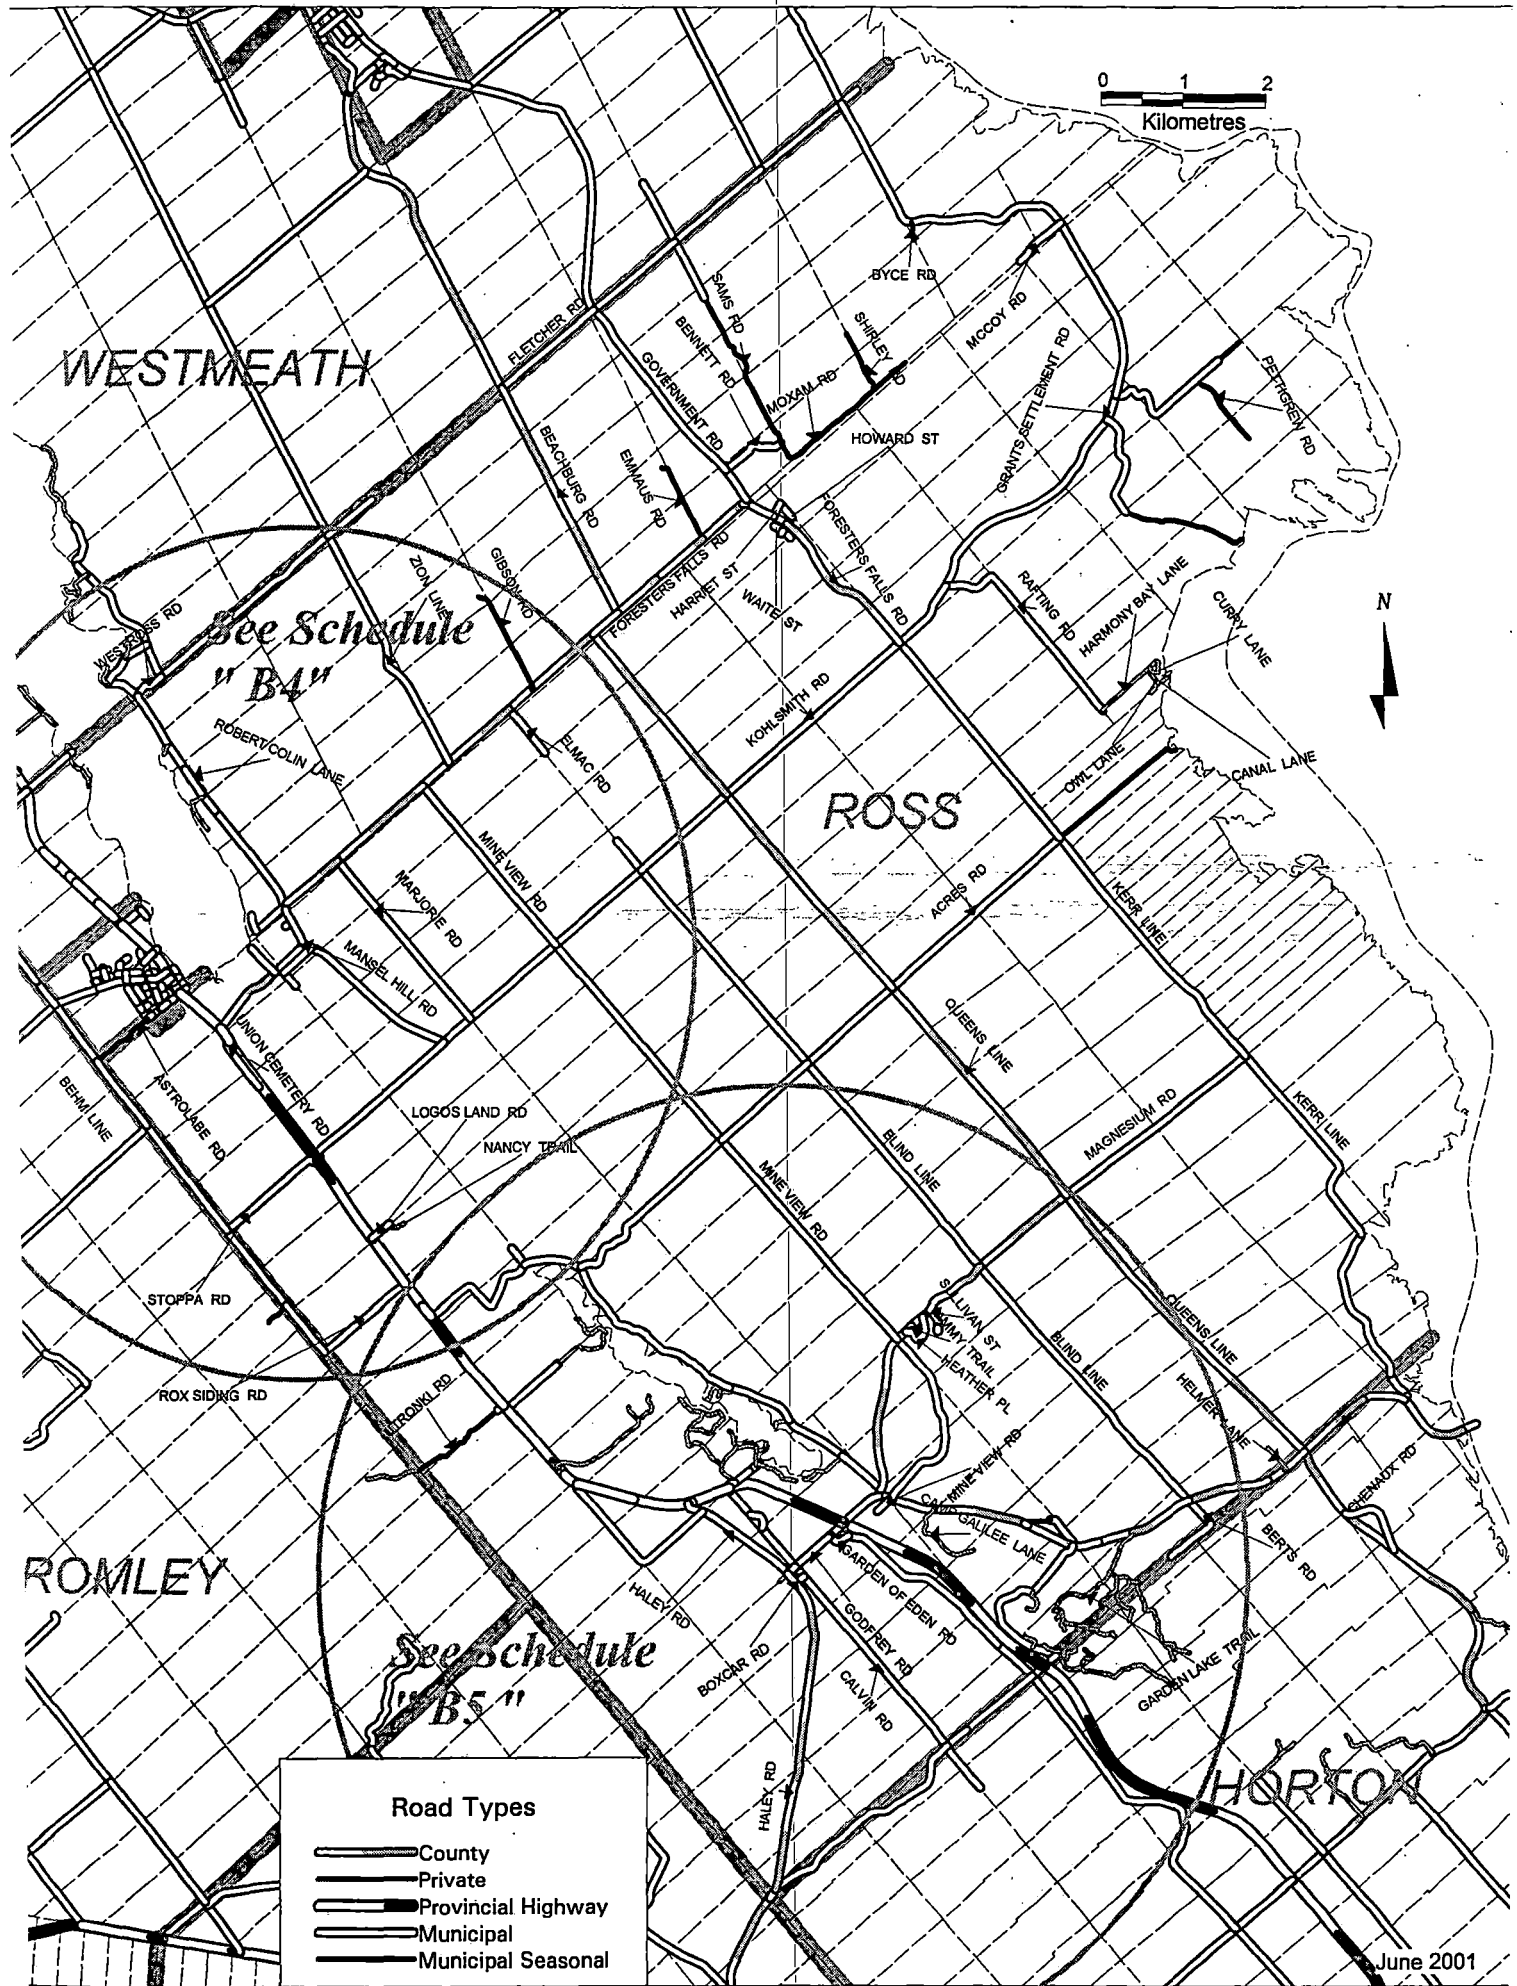 0 1 2
Kilometres
BYCE RD
SAMS RD
BENNETT RD
SHIRLEY RD
MCCOY RD
FLETCHER RD
WESTMEATH
GOVERNMENT RD
MOXAM RD
GRANTS SETTLEMENT RD
PETTIGREW RD
HOWARD ST
BEACHBURG RD
EMMAUS RD
FORESTERS FALLS RD
ZION LINE
GIBSON RD
FORESTERS FALLS RD
HARRIET ST
WAITE ST
RAFTING RD
HARMONY BAY LANE
CURRY LANE
N
WESTROSS RD
See Schedule
" B4"
ROBERT/COLIN LANE
ELMAC RD
KOHLSMITH RD
OWL LANE
CANAL LANE
ROSS
MINE VIEW RD
MARJORIE RD
ACRES RD
KERR LINE
MANSEL HILL RD
UNION CEMETERY RD
QUEENS LINE
BEHM LINE
ASTROLABE RD
LOGOS LAND RD
NANCY TRAIL
BLIND LINE
MAGNESIUM RD
KERR LINE
MINE VIEW RD
STOPPA RD
SULLIVAN ST
HEATHER PL
BLIND LINE
QUEENS LINE
HELMER LANE
ROX SIDING RD
MINE VIEW RD
CAMP GALILEE LANE
CHENAUX RD
BERTS RD
ROMLEY
HALEY RD
GARDEN OF EDEN RD
GODFREY RD
See Schedule
" B5 "
BOXCAR RD
CALVIN RD
GARDEN LAKE TRAIL
HALEY RD
HORTON
Road Types
County
Private
Provincial Highway
Municipal
Municipal Seasonal
June 2001